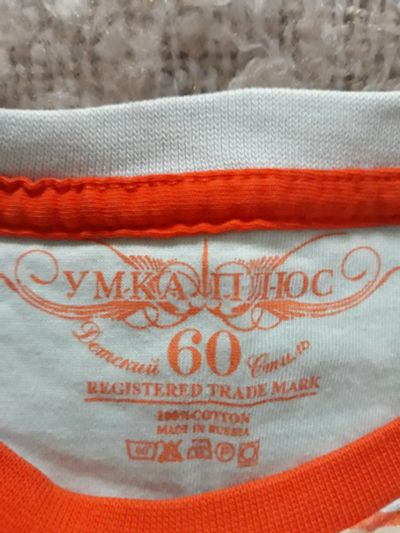 УМКА ПЛЮС
Детский 60 Стиль
REGISTERED TRADE MARK
100% COTTON
MADE IN RUSSIA